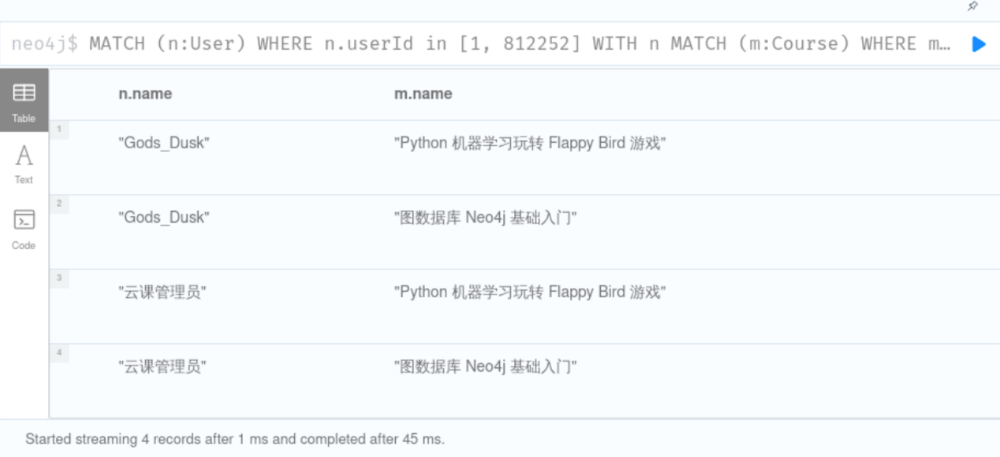 neo4j$ MATCH (n:User) WHERE n.userId in [1, 812252] WITH n MATCH (m:Course) WHERE m…
Table
Text
Code
n.name m.name
1
"Gods_Dusk" "Python 机器学习玩转 Flappy Bird 游戏"
2
"Gods_Dusk" "图数据库 Neo4j 基础入门"
3
"云课管理员" "Python 机器学习玩转 Flappy Bird 游戏"
4
"云课管理员" "图数据库 Neo4j 基础入门"
Started streaming 4 records after 1 ms and completed after 45 ms.